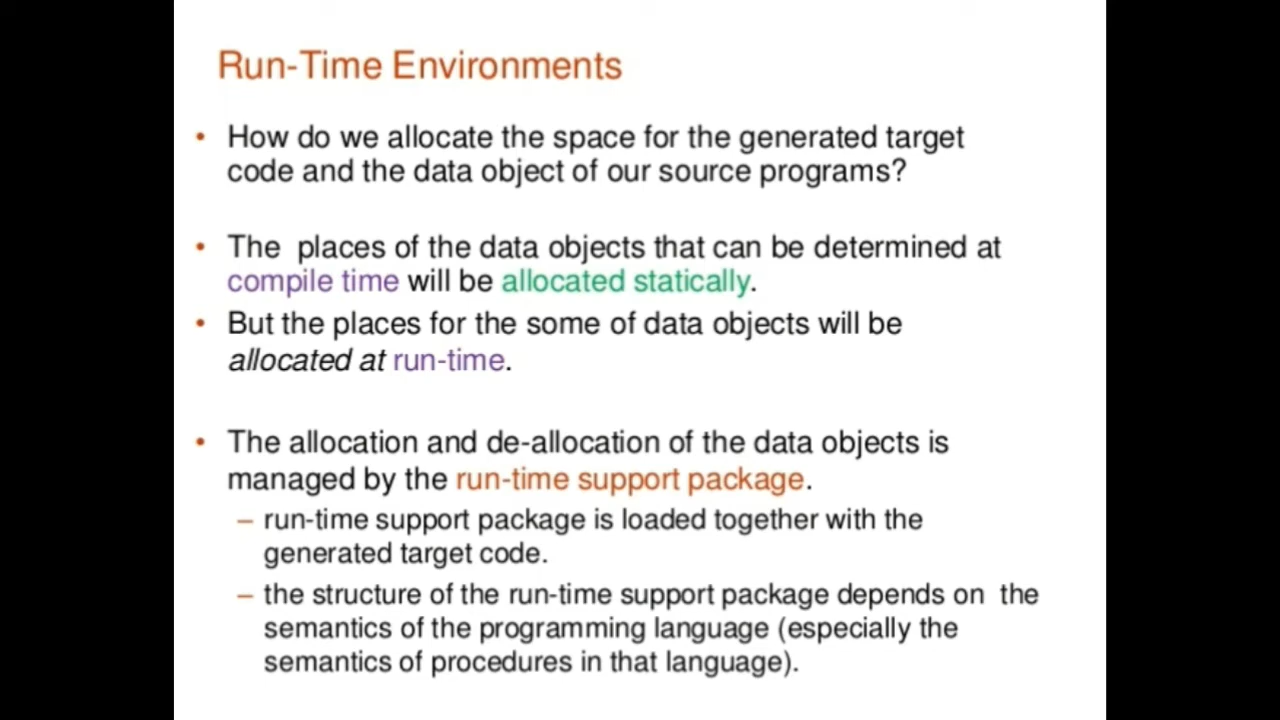 Run-Time Environments
• How do we allocate the space for the generated target
code and the data object of our source programs?
• The places of the data objects that can be determined at
compile time will be allocated statically.
• But the places for the some of data objects will be
allocated at run-time.
• The allocation and de-allocation of the data objects is
managed by the run-time support package.
– run-time support package is loaded together with the
generated target code.
– the structure of the run-time support package depends on the
semantics of the programming language (especially the
semantics of procedures in that language).